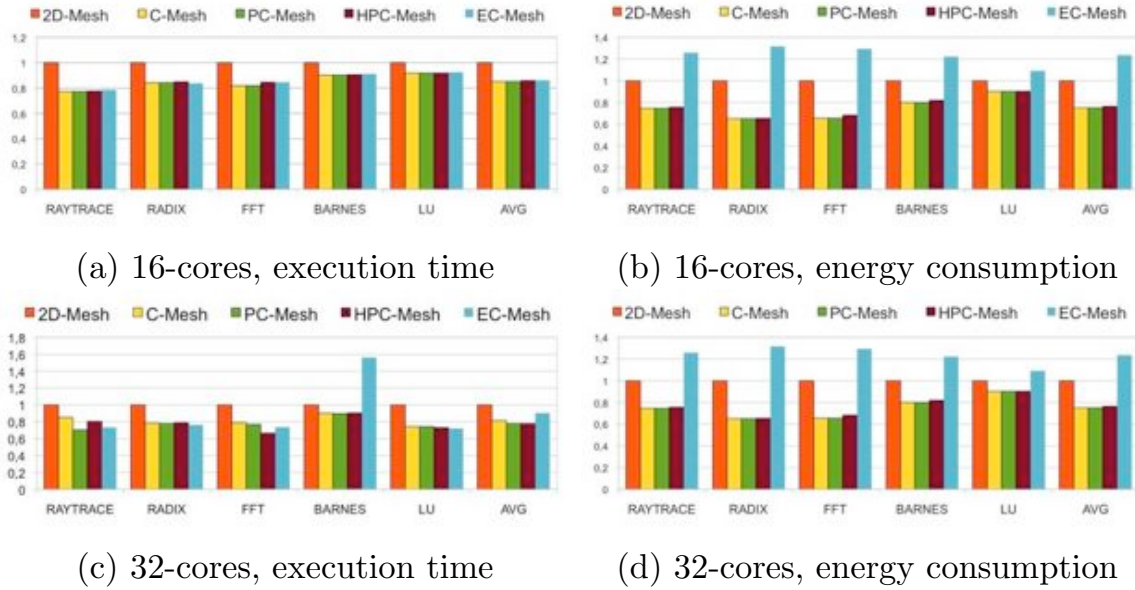 2D-Mesh C-Mesh PC-Mesh HPC-Mesh EC-Mesh
1,2
1
0,8
0,6
0,4
0,2
0
RAYTRACE RADIX FFT BARNES LU AVG
(a) 16-cores, execution time
2D-Mesh C-Mesh PC-Mesh HPC-Mesh EC-Mesh
1,4
1,2
1
0,8
0,6
0,4
0,2
0
RAYTRACE RADIX FFT BARNES LU AVG
(b) 16-cores, energy consumption
2D-Mesh C-Mesh PC-Mesh HPC-Mesh EC-Mesh
1,8
1,6
1,4
1,2
1
0,8
0,6
0,4
0,2
0
RAYTRACE RADIX FFT BARNES LU AVG
(c) 32-cores, execution time
2D-Mesh C-Mesh PC-Mesh HPC-Mesh EC-Mesh
1,4
1,2
1
0,8
0,6
0,4
0,2
0
RAYTRACE RADIX FFT BARNES LU AVG
(d) 32-cores, energy consumption